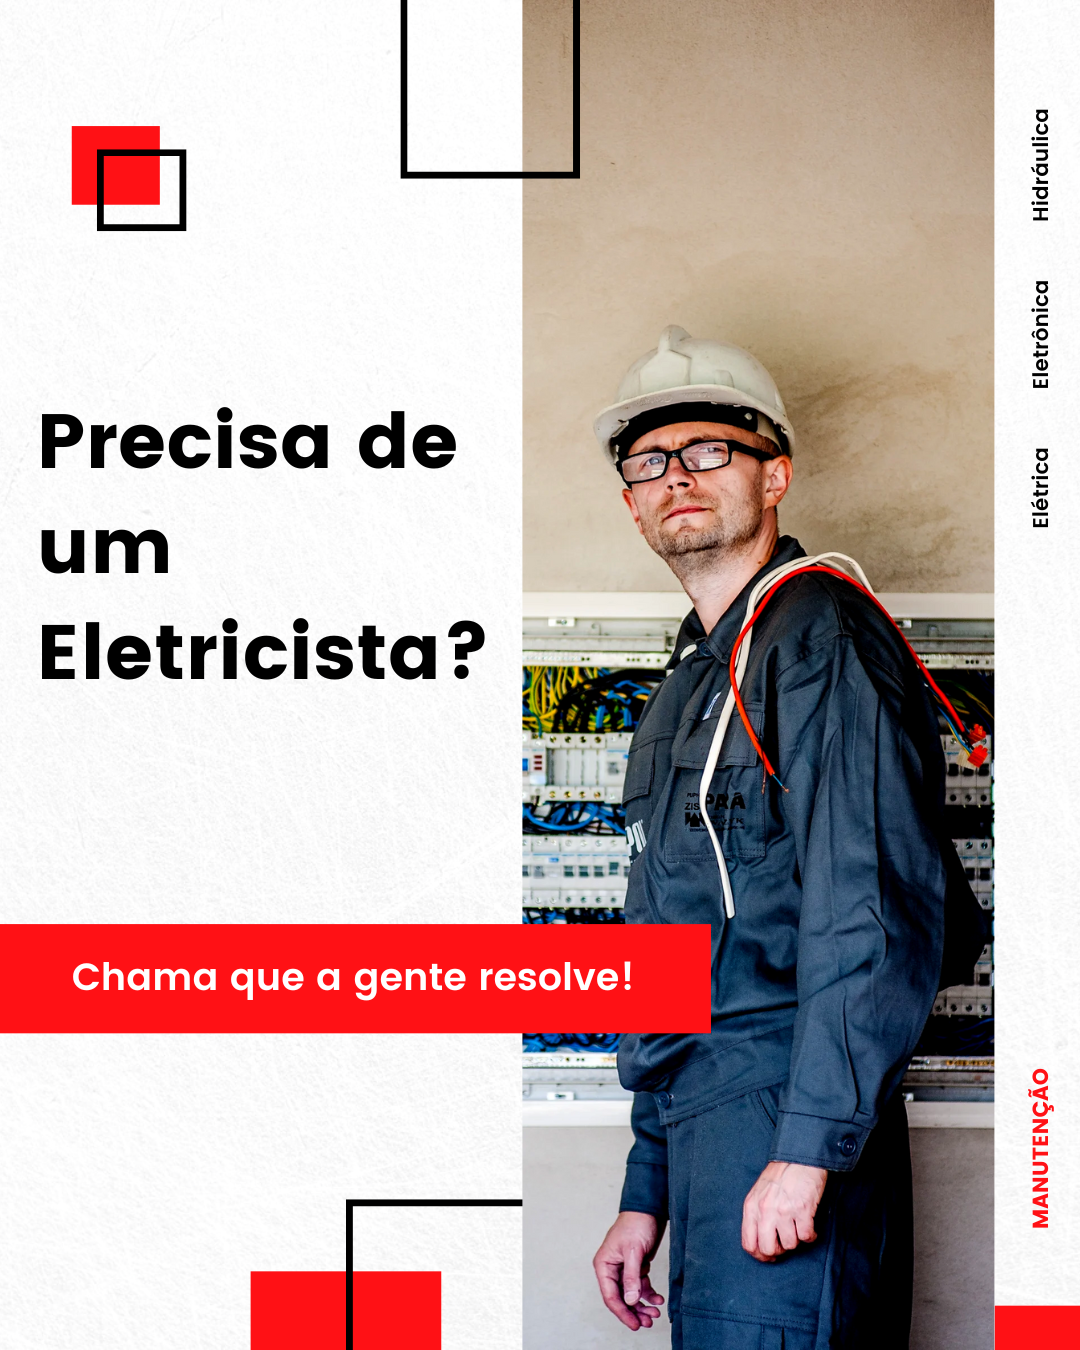 Precisa de
um
Eletricista?
Chama que a gente resolve!
Hidráulica
Eletrônica
Elétrica
MANUTENÇÃO